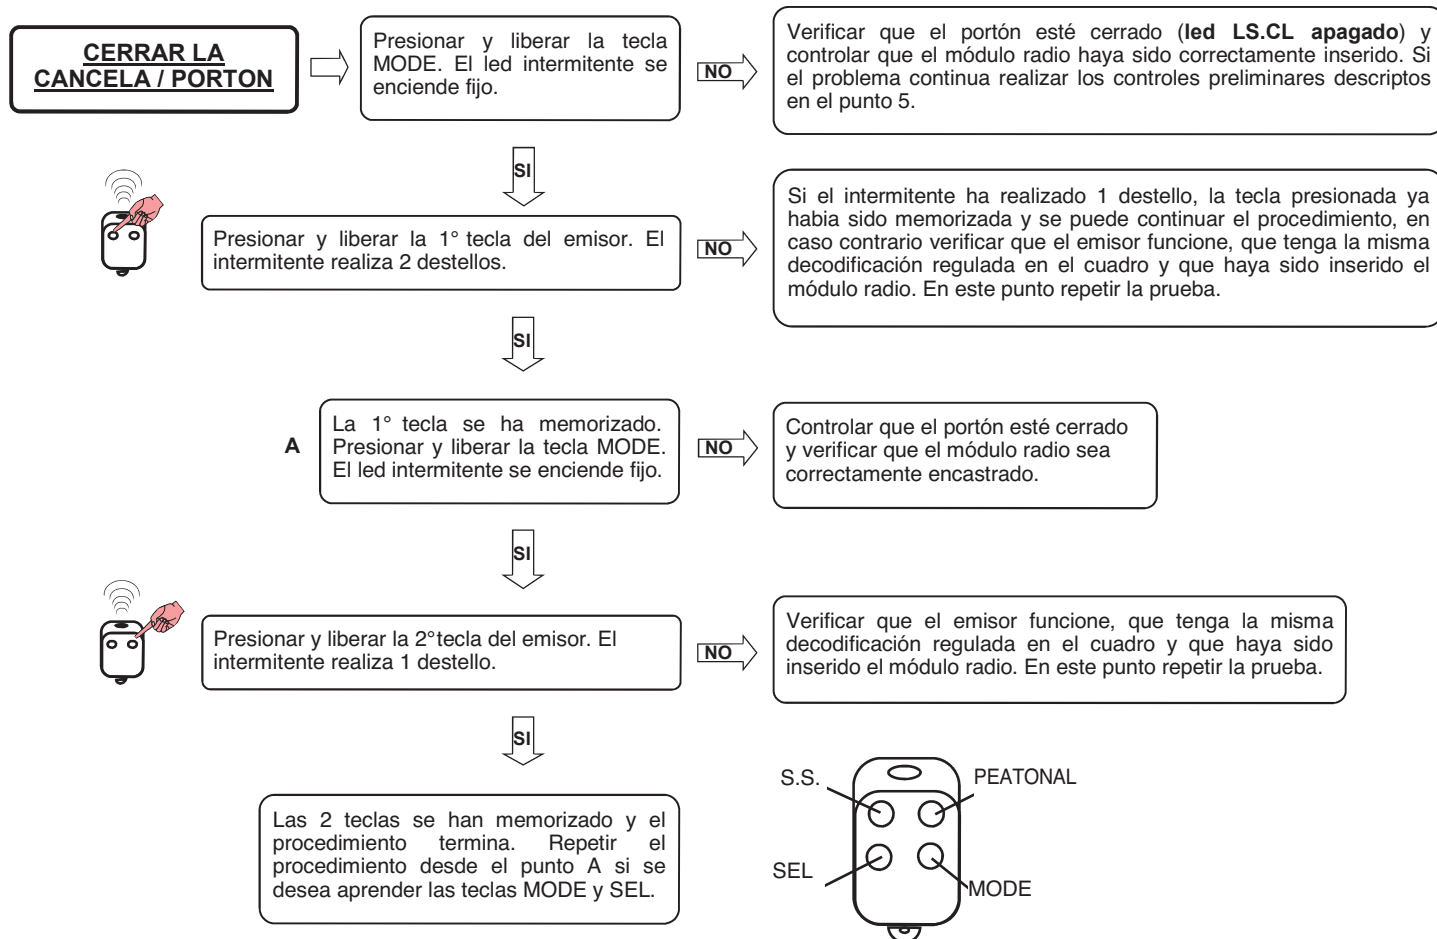 CERRAR LA
CANCELA / PORTON
Presionar y liberar la tecla
MODE. El led intermitente se
enciende fijo.
NO
Verificar que el portón esté cerrado (led LS.CL apagado) y
controlar que el módulo radio haya sido correctamente inserido. Si
el problema continua realizar los controles preliminares descriptos
en el punto 5.
SI
Presionar y liberar la 1° tecla del emisor. El
intermitente realiza 2 destellos.
NO
Si el intermitente ha realizado 1 destello, la tecla presionada ya
habia sido memorizada y se puede continuar el procedimiento, en
caso contrario verificar que el emisor funcione, que tenga la misma
decodificación regulada en el cuadro y que haya sido inserido el
módulo radio. En este punto repetir la prueba.
SI
A
La 1° tecla se ha memorizado.
Presionar y liberar la tecla MODE.
El led intermitente se enciende fijo.
NO
Controlar que el portón esté cerrado
y verificar que el módulo radio sea
correctamente encastrado.
SI
Presionar y liberar la 2° tecla del emisor. El
intermitente realiza 1 destello.
NO
Verificar que el emisor funcione, que tenga la misma
decodificación regulada en el cuadro y que haya sido
inserido el módulo radio. En este punto repetir la prueba.
SI
Las 2 teclas se han memorizado y el
procedimiento termina. Repetir el
procedimiento desde el punto A si se
desea aprender las teclas MODE y SEL.
S.S.
PEATONAL
SEL
MODE